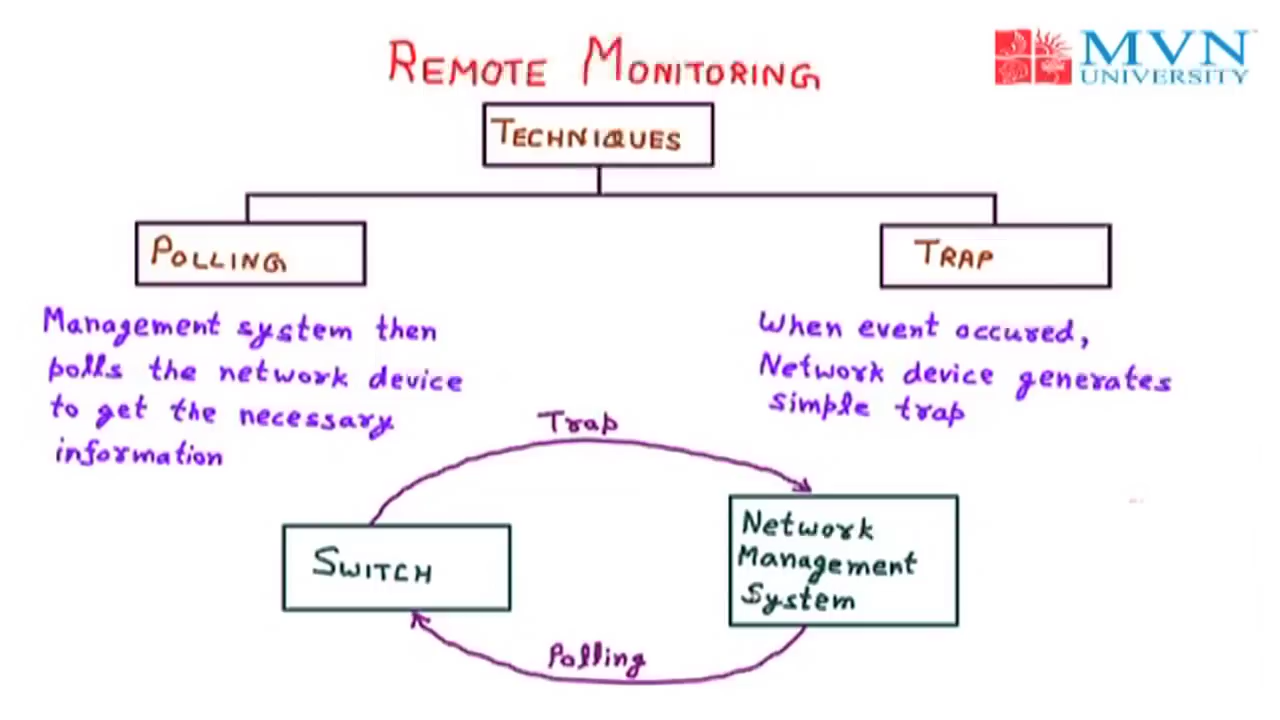 REMOTE MONITORING
MVN
UNIVERSITY
TECHNIQUES
POLLING
TRAP
Management system then
polls the network device
to get the necessary
information
When event occured,
Network device generates
simple trap
Trap
SWITCH
Network
Management
System
Polling